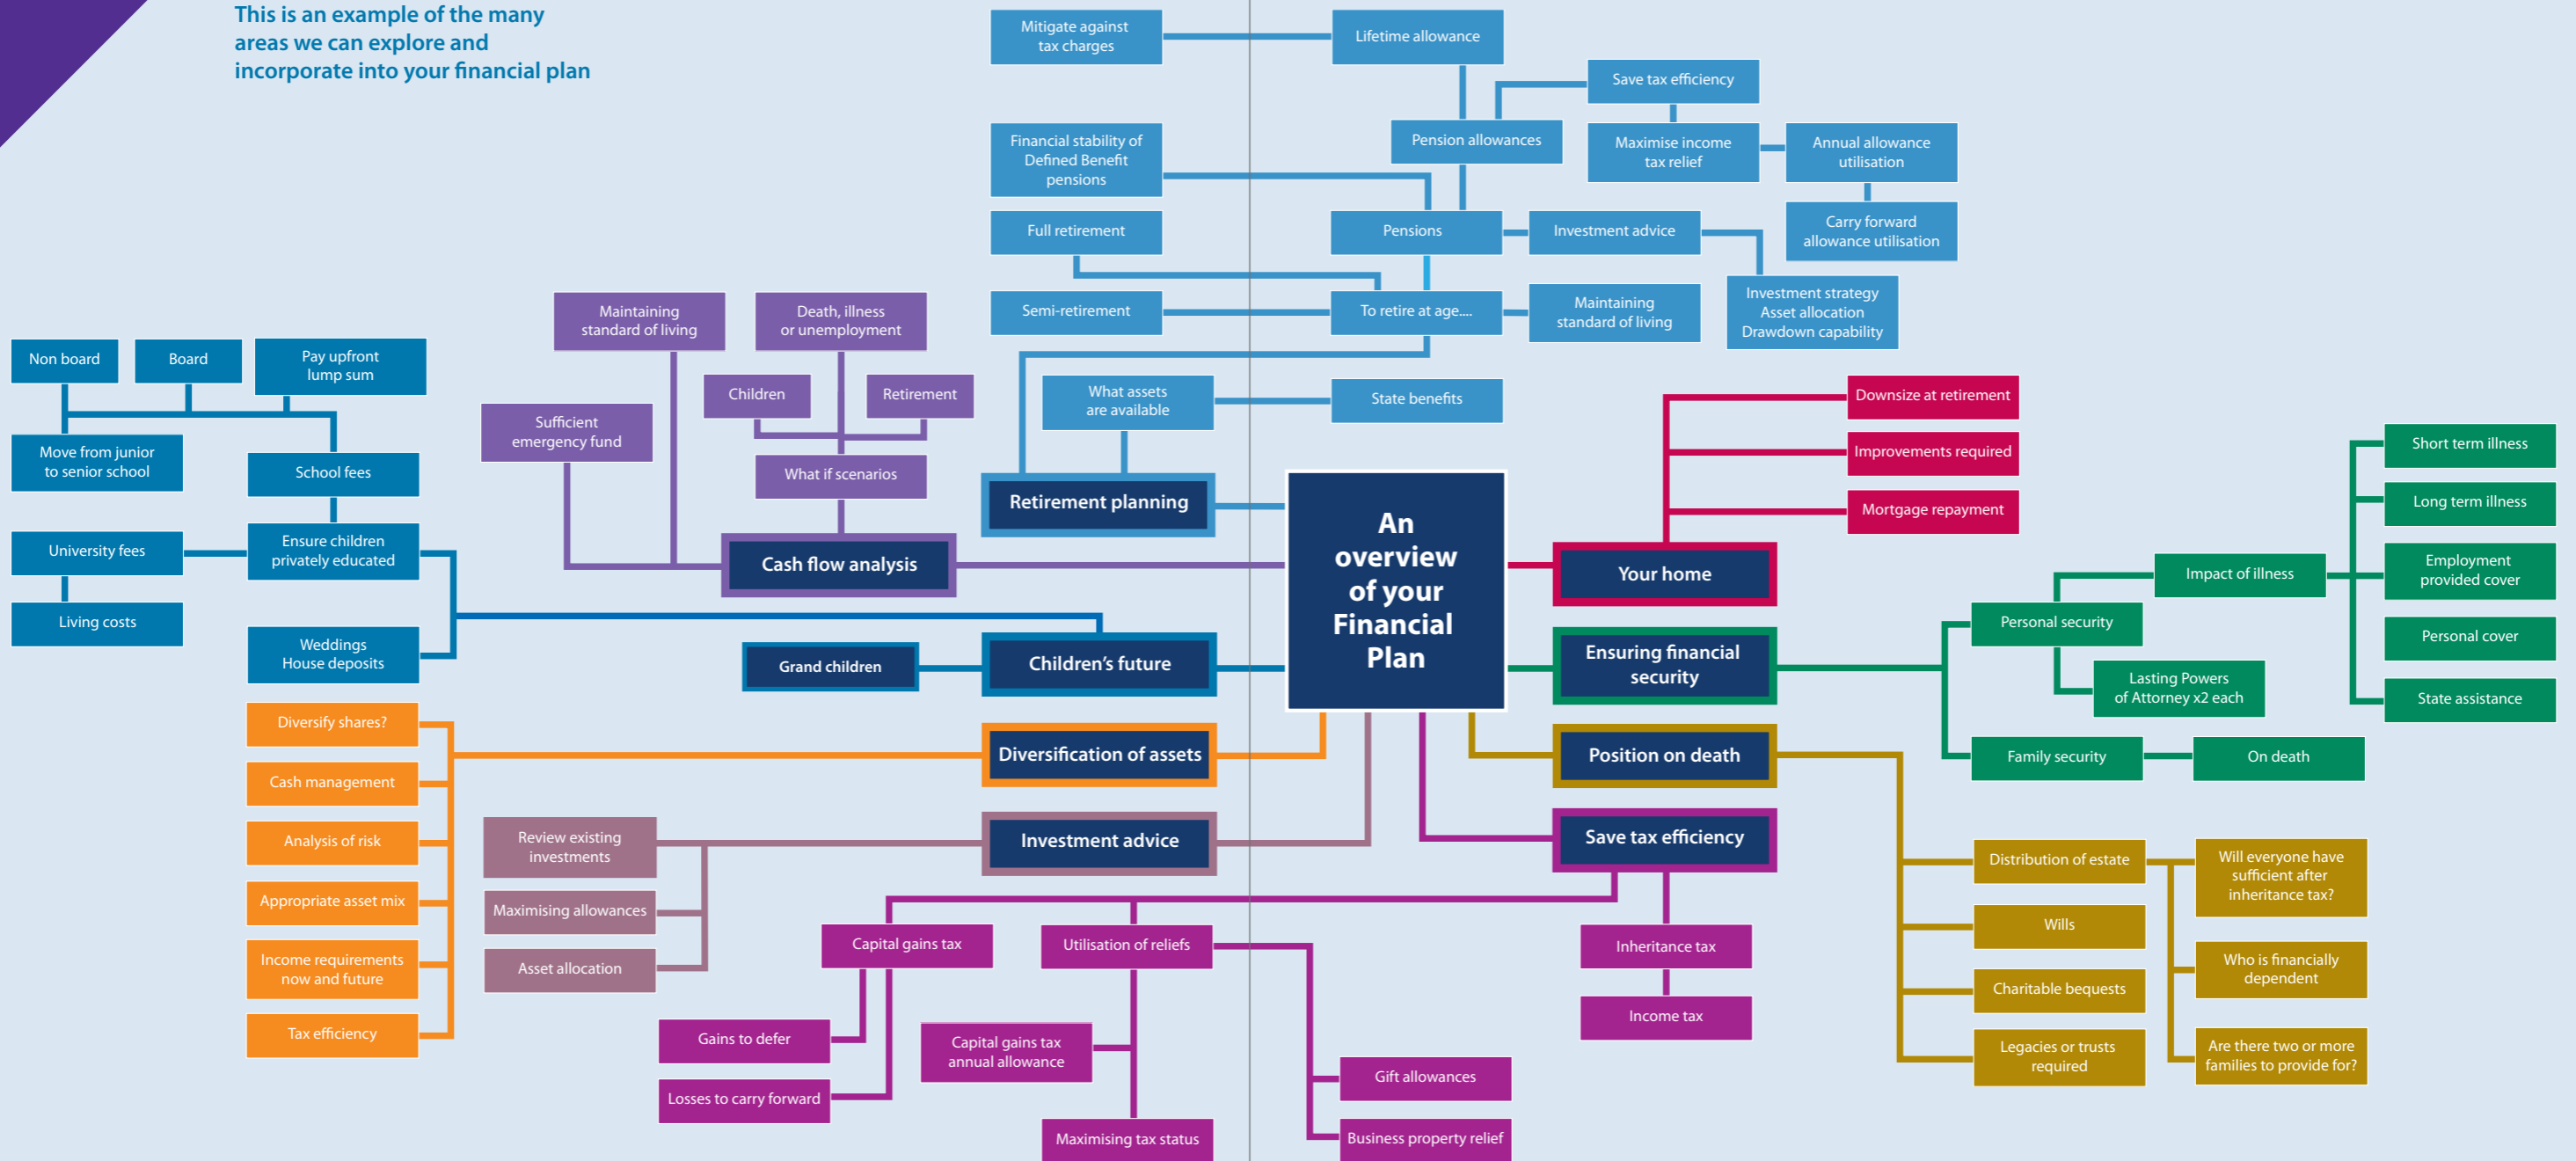 This is an example of the many
areas we can explore and
incorporate into your financial plan
Mitigate against
tax charges
Lifetime allowance
Save tax efficiency
Pension allowances
Maximise income
tax relief
Annual allowance
utilisation
Financial stability of
Defined Benefit
pensions
Carry forward
allowance utilisation
Full retirement
Pensions
Investment advice
Investment strategy
Asset allocation
Drawdown capability
Semi-retirement
To retire at age....
Maintaining
standard of living
What assets
are available
State benefits
Retirement planning
Maintaining
standard of living
Death, illness
or unemployment
Children
Retirement
Sufficient
emergency fund
What if scenarios
Cash flow analysis
Non board
Board
Pay upfront
lump sum
Move from junior
to senior school
School fees
University fees
Ensure children
privately educated
Living costs
Weddings
House deposits
Grand children
Children's future
An
overview
of your
Financial
Plan
Downsize at retirement
Improvements required
Mortgage repayment
Your home
Ensuring financial
security
Personal security
Impact of illness
Short term illness
Long term illness
Employment
provided cover
Personal cover
State assistance
Lasting Powers
of Attorney x2 each
Family security
On death
Diversify shares?
Cash management
Analysis of risk
Appropriate asset mix
Income requirements
now and future
Tax efficiency
Diversification of assets
Position on death
Review existing
investments
Maximising allowances
Asset allocation
Investment advice
Save tax efficiency
Distribution of estate
Wills
Charitable bequests
Legacies or trusts
required
Will everyone have
sufficient after
inheritance tax?
Who is financially
dependent
Are there two or more
families to provide for?
Capital gains tax
Utilisation of reliefs
Inheritance tax
Income tax
Gains to defer
Losses to carry forward
Capital gains tax
annual allowance
Maximising tax status
Gift allowances
Business property relief